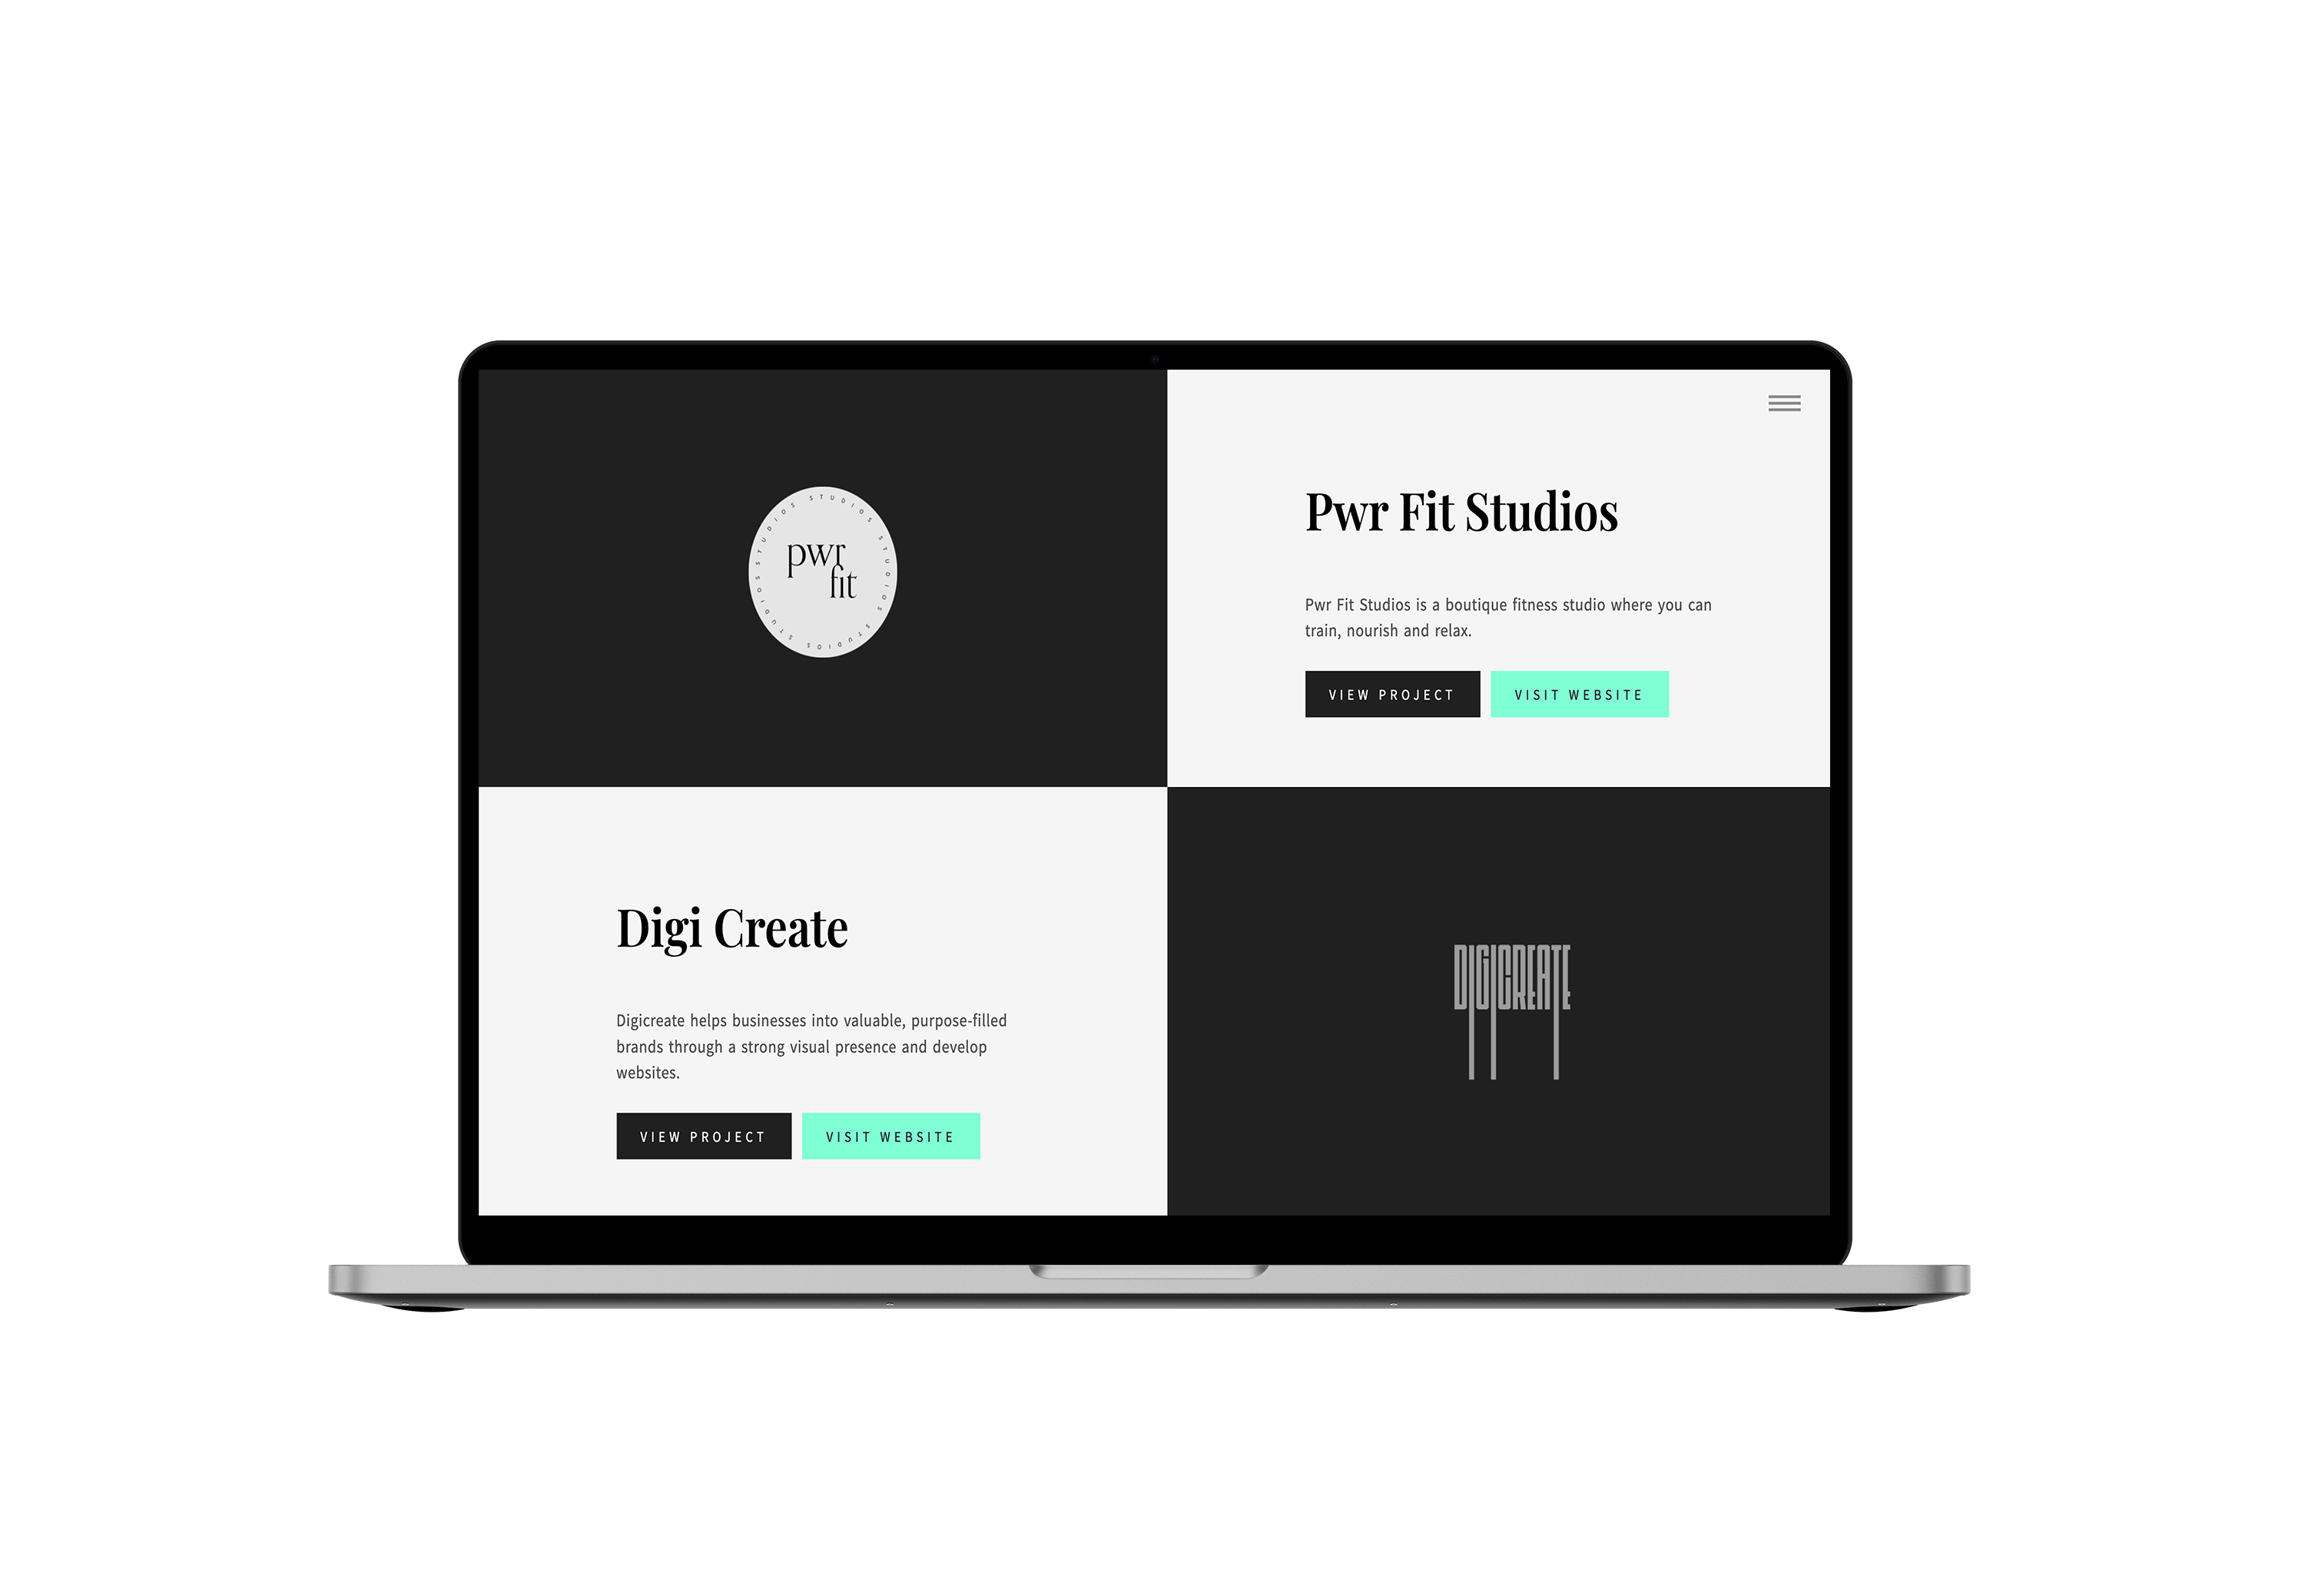 STUDIOS STUDIOS STUDIOS STUDIOS STUDIOS
pwr
fit
Pwr Fit Studios
Pwr Fit Studios is a boutique fitness studio where you can
train, nourish and relax.
VIEW PROJECT
VISIT WEBSITE
Digi Create
Digicreate helps businesses into valuable, purpose-filled
brands through a strong visual presence and develop
websites.
VIEW PROJECT
VISIT WEBSITE
DIGICREATE